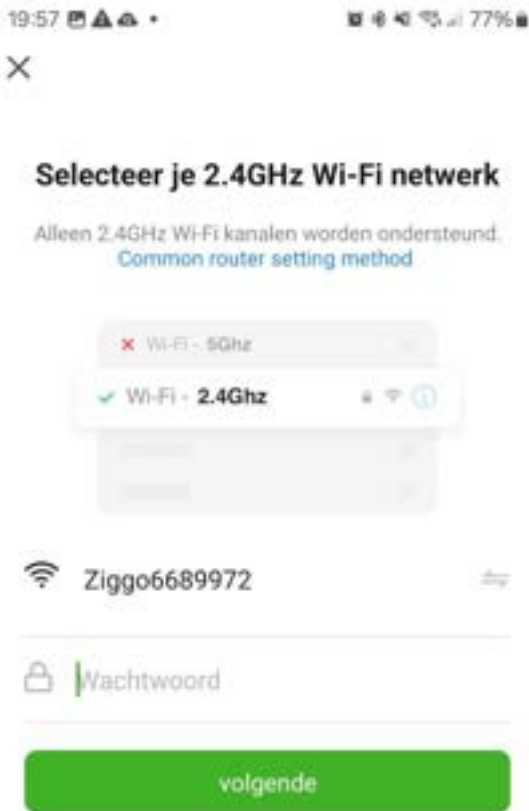 19:57
77%
Selecteer je 2.4GHz Wi-Fi netwerk
Alleen 2.4GHz Wi-Fi kanalen worden ondersteund.
Common router setting method
Wi-Fi - 5Ghz
Wi-Fi - 2.4Ghz
Ziggo6689972
Wachtwoord
volgende